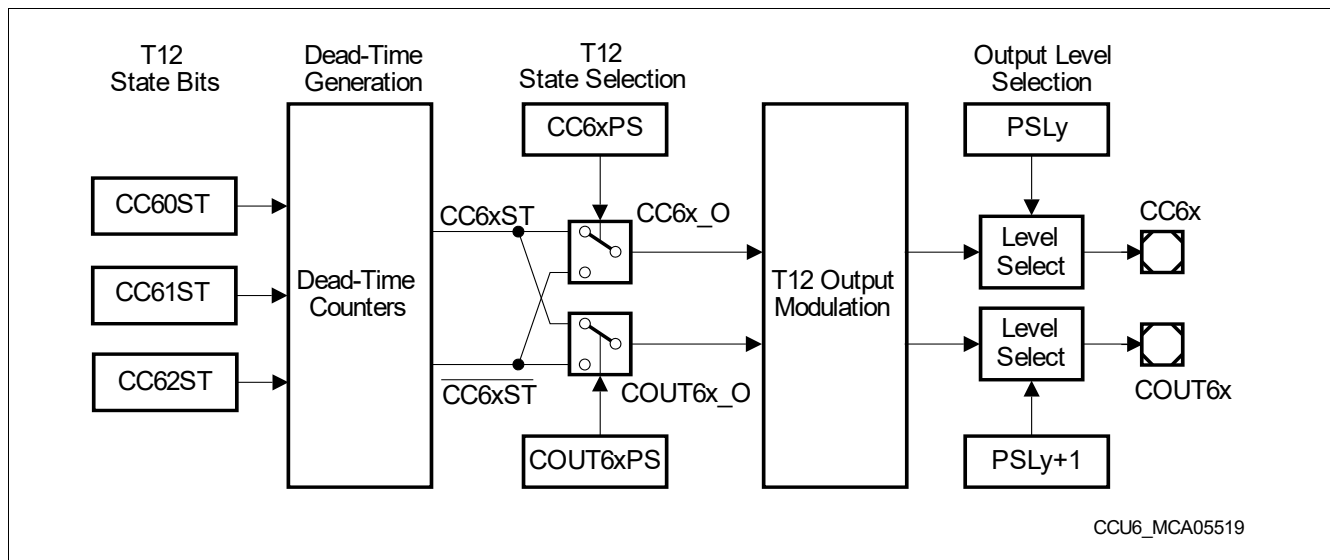 T12
State Bits
Dead-Time
Generation
T12
State Selection
Output Level
Selection
CC6xPS
PSLy
CC60ST
CC61ST
CC62ST
Dead-Time
Counters
CC6xST
CC6xST
CC6x_O
COUT6x_O
COUT6xPS
T12 Output
Modulation
Level
Select
Level
Select
CC6x
COUT6x
PSLy+1
CCU6_MCA05519